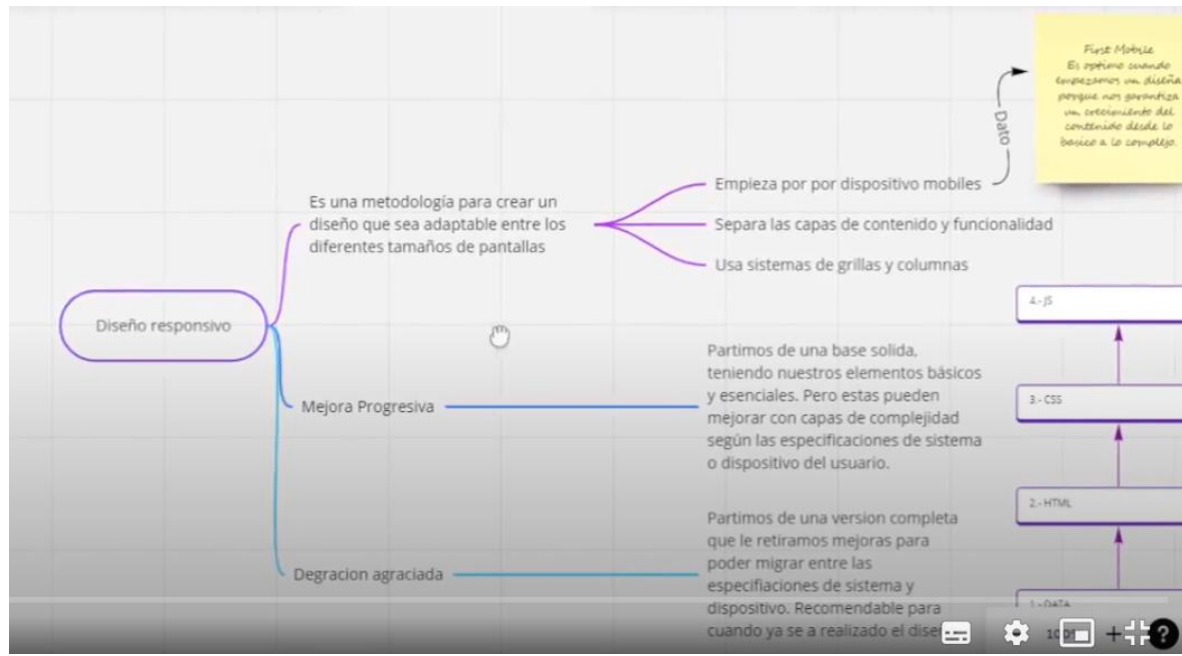 First Mobile
Es optimo cuando
empezamos un diseña
porque nos garantiza
un crecimiento del
contenido desde lo
basico a lo complejo.
Dato
Empieza por por dispositivo mobiles
Es una metodología para crear un
diseño que sea adaptable entre los
diferentes tamaños de pantallas
Separa las capas de contenido y funcionalidad
Usa sistemas de grillas y columnas
Diseño responsivo
Mejora Progresiva
Partimos de una base solida,
teniendo nuestros elementos básicos
y esenciales. Pero estas pueden
mejorar con capas de complejidad
según las especificaciones de sistema
o dispositivo del usuario.
Degracion agraciada
Partimos de una version completa
que le retiramos mejoras para
poder migrar entre las
especifiaciones de sistema y
dispositivo. Recomendable para
cuando ya se a realizado el
4.- JS
3.- CSS
2.- HTML
1.- DATA
?